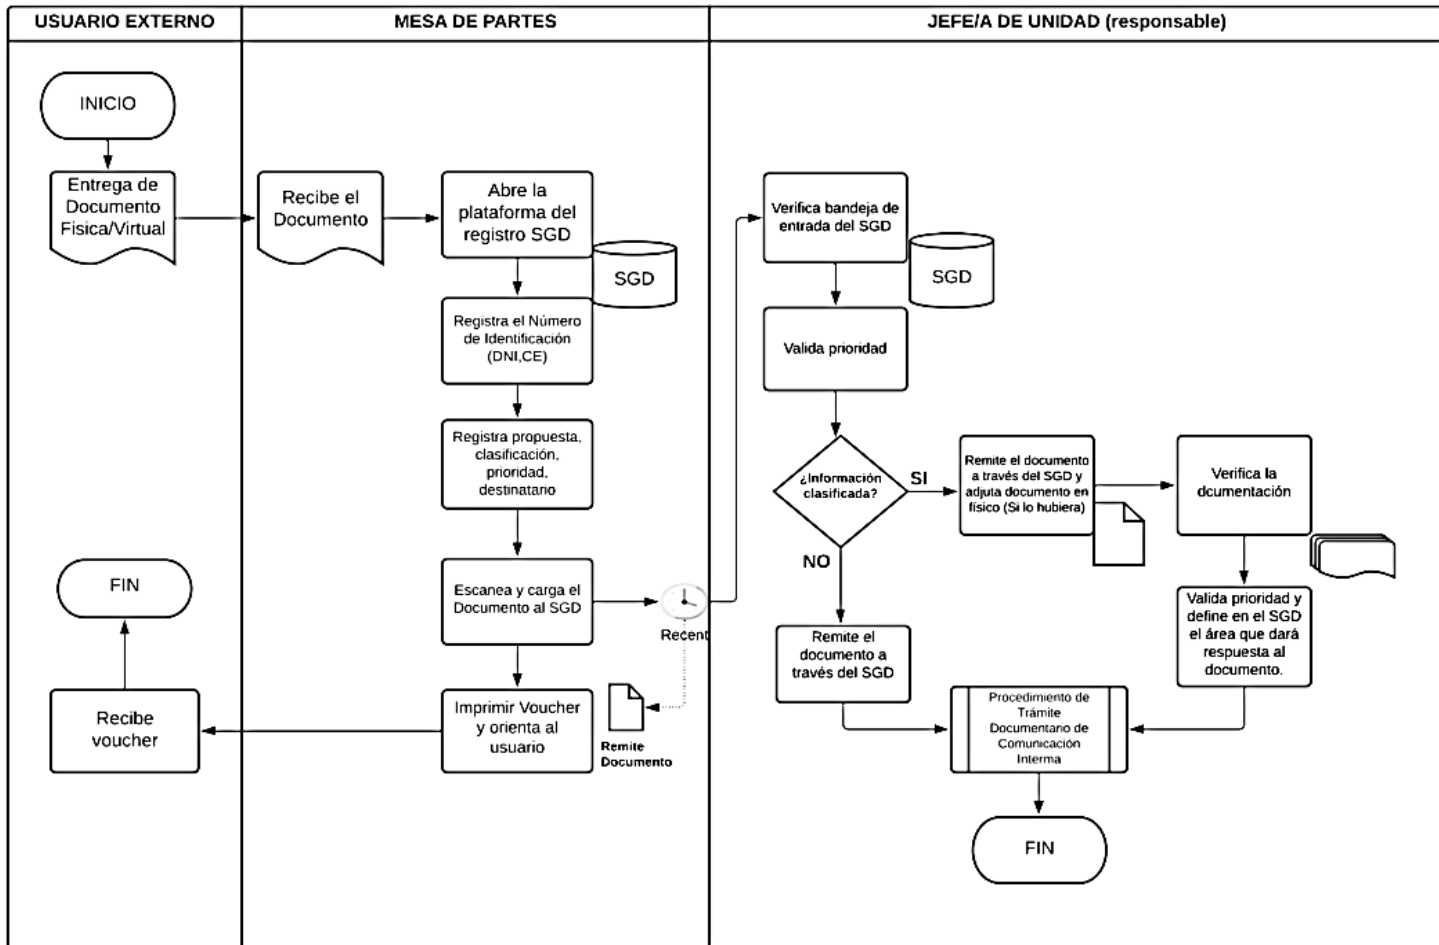 USUARIO EXTERNO
MESA DE PARTES
JEFE/A DE UNIDAD (responsable)
INICIO
Entrega de
Documento
Fisica/Virtual
Recibe el
Documento
Abre la
plataforma del
registro SGD
SGD
Registra el Número
de Identificación
(DNI,CE)
Registra propuesta,
clasificación,
prioridad,
destinatario
Escanea y carga el
Documento al SGD
Recent
Imprimir Voucher
y orienta al
usuario
Remite
Documento
Recibe
voucher
FIN
Verifica bandeja de
entrada del SGD
SGD
Valida prioridad
¿Información
clasificada?
SI
NO
Remite el documento
a través del SGD y
adjuta documento en
físico (Si lo hubiera)
Verifica la
dcumentación
Valida prioridad y
define en el SGD
el área que dará
respuesta al
documento.
Remite el
documento a
través del SGD
Procedimiento de
Trámite
Documentario de
Comunicación
Interma
FIN